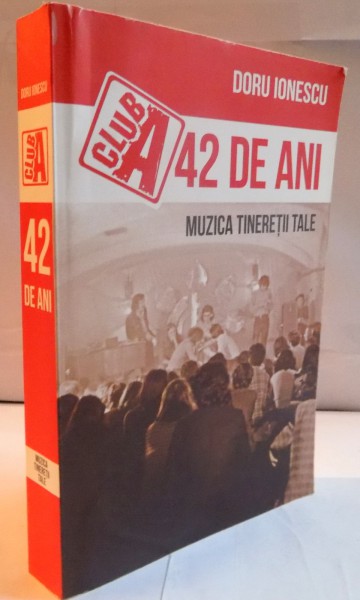 DORU IONESCU
CLUB
A
42 DE ANI
MUZICA TINEREȚII TALE
DORU IONESCU
CLUB
A
42
DE ANI
MUZICA
TINEREȚII
TALE